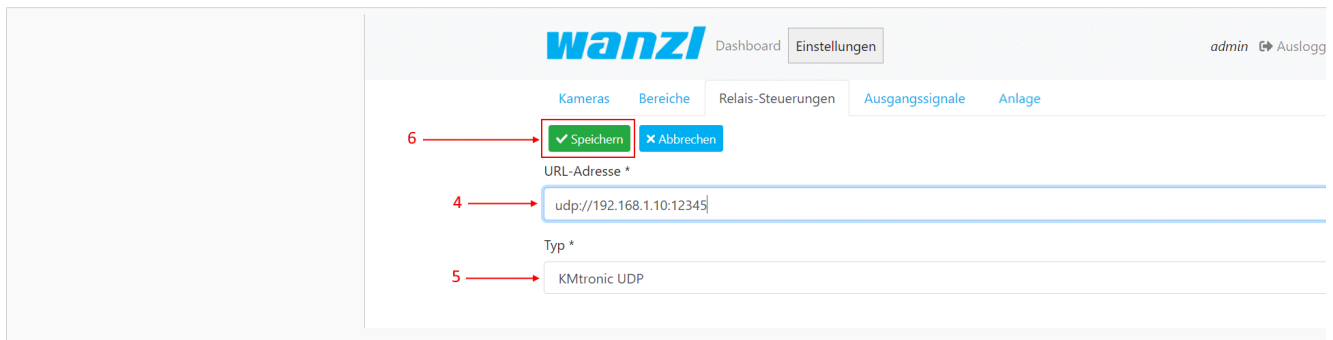 wanzl Dashboard Einstellungen admin Auslogg
Kameras Bereiche Relais-Steuerungen Ausgangssignale Anlage
6 Speichern Abbrechen
URL-Adresse *
4 udp://192.168.1.10:12345
Typ *
5 KMtronic UDP